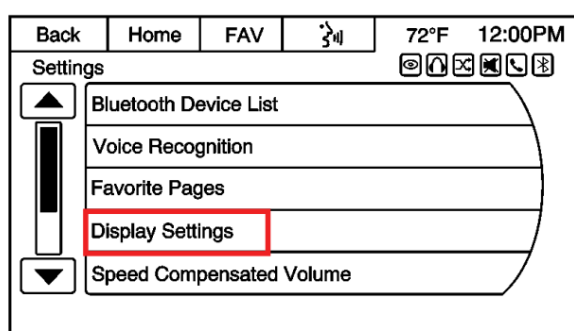 Back Home FAV 72°F 12:00PM
Settings
Bluetooth Device List
Voice Recognition
Favorite Pages
Display Settings
Speed Compensated Volume